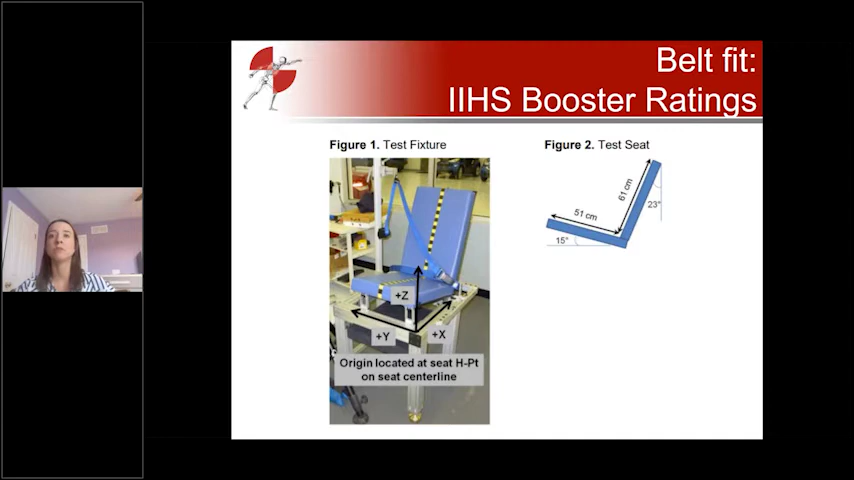 Belt fit:
IIHS Booster Ratings
Figure 1. Test Fixture
Figure 2. Test Seat
61 cm
51 cm
23°
15°
+Z
+Y
+X
Origin located at seat H-Pt
on seat centerline